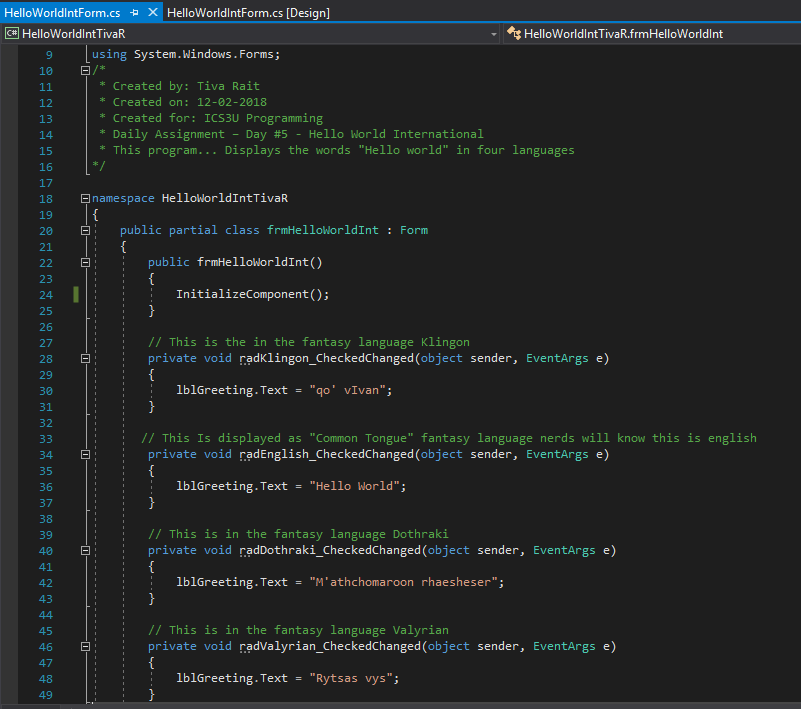 HelloWorldIntForm.cs HelloWorldIntForm.cs [Design]
C# HelloWorldIntTivaR HelloWorldIntTivaR.frmHelloWorldInt
9 using System.Windows.Forms;
10 /*
11 * Created by: Tiva Rait
12 * Created on: 12-02-2018
13 * Created for: ICS3U Programming
14 * Daily Assignment – Day #5 - Hello World International
15 * This program... Displays the words "Hello world" in four languages
16 */
17
18 namespace HelloWorldIntTivaR
19 {
20 public partial class frmHelloWorldInt : Form
21 {
22 public frmHelloWorldInt()
23 {
24 InitializeComponent();
25 }
26
27 // This is the in the fantasy language Klingon
28 private void radKlingon_CheckedChanged(object sender, EventArgs e)
29 {
30 lblGreeting.Text = "qo' vIvan";
31 }
32
33 // This Is displayed as "Common Tongue" fantasy language nerds will know this is english
34 private void radEnglish_CheckedChanged(object sender, EventArgs e)
35 {
36 lblGreeting.Text = "Hello World";
37 }
38
39 // This is in the fantasy language Dothraki
40 private void radDothraki_CheckedChanged(object sender, EventArgs e)
41 {
42 lblGreeting.Text = "M'athchomaroon rhaesheser";
43 }
44
45 // This is in the fantasy language Valyrian
46 private void radValyrian_CheckedChanged(object sender, EventArgs e)
47 {
48 lblGreeting.Text = "Rytsas vys";
49 }